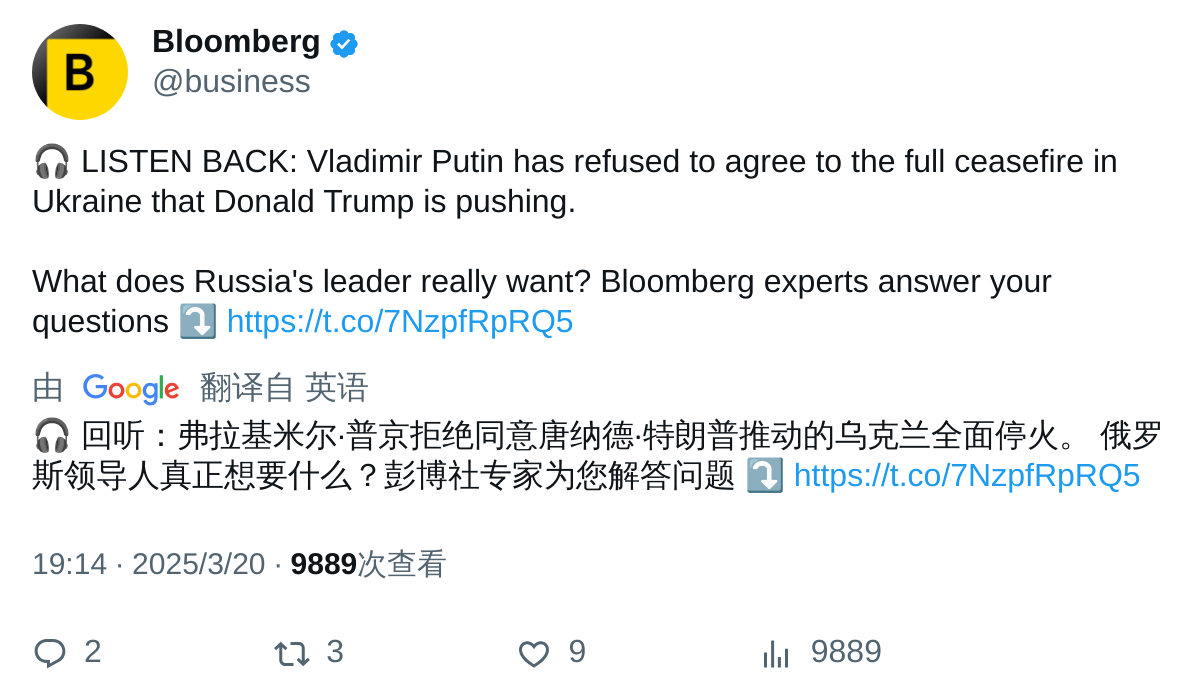 B
Bloomberg
@business
🎧 LISTEN BACK: Vladimir Putin has refused to agree to the full ceasefire in
Ukraine that Donald Trump is pushing.
What does Russia's leader really want? Bloomberg experts answer your
questions ⤵️ https://t.co/7NzpfRpRQ5
由 Google 翻译自 英语
🎧 回听：弗拉基米尔·普京拒绝同意唐纳德·特朗普推动的乌克兰全面停火。 俄罗
斯领导人真正想要什么？彭博社专家为您解答问题 ⤵️ https://t.co/7NzpfRpRQ5
19:14 · 2025/3/20 · 9889次查看
2 3 9 9889